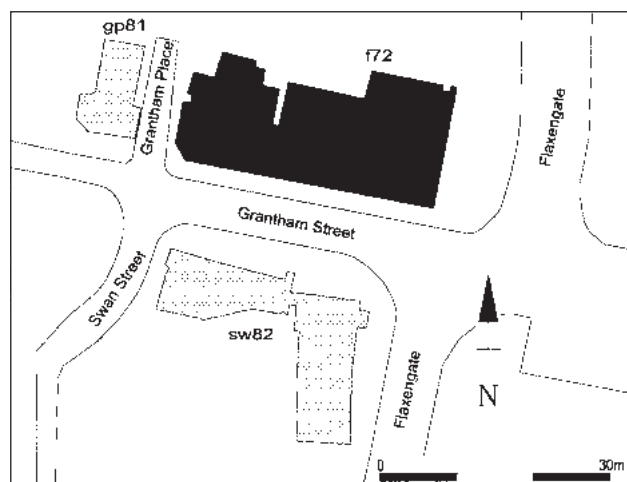 gp81
f72
Grantham Place
Flaxengate
Grantham Street
Swan Street
sw82
Flaxengate
N
0
30m